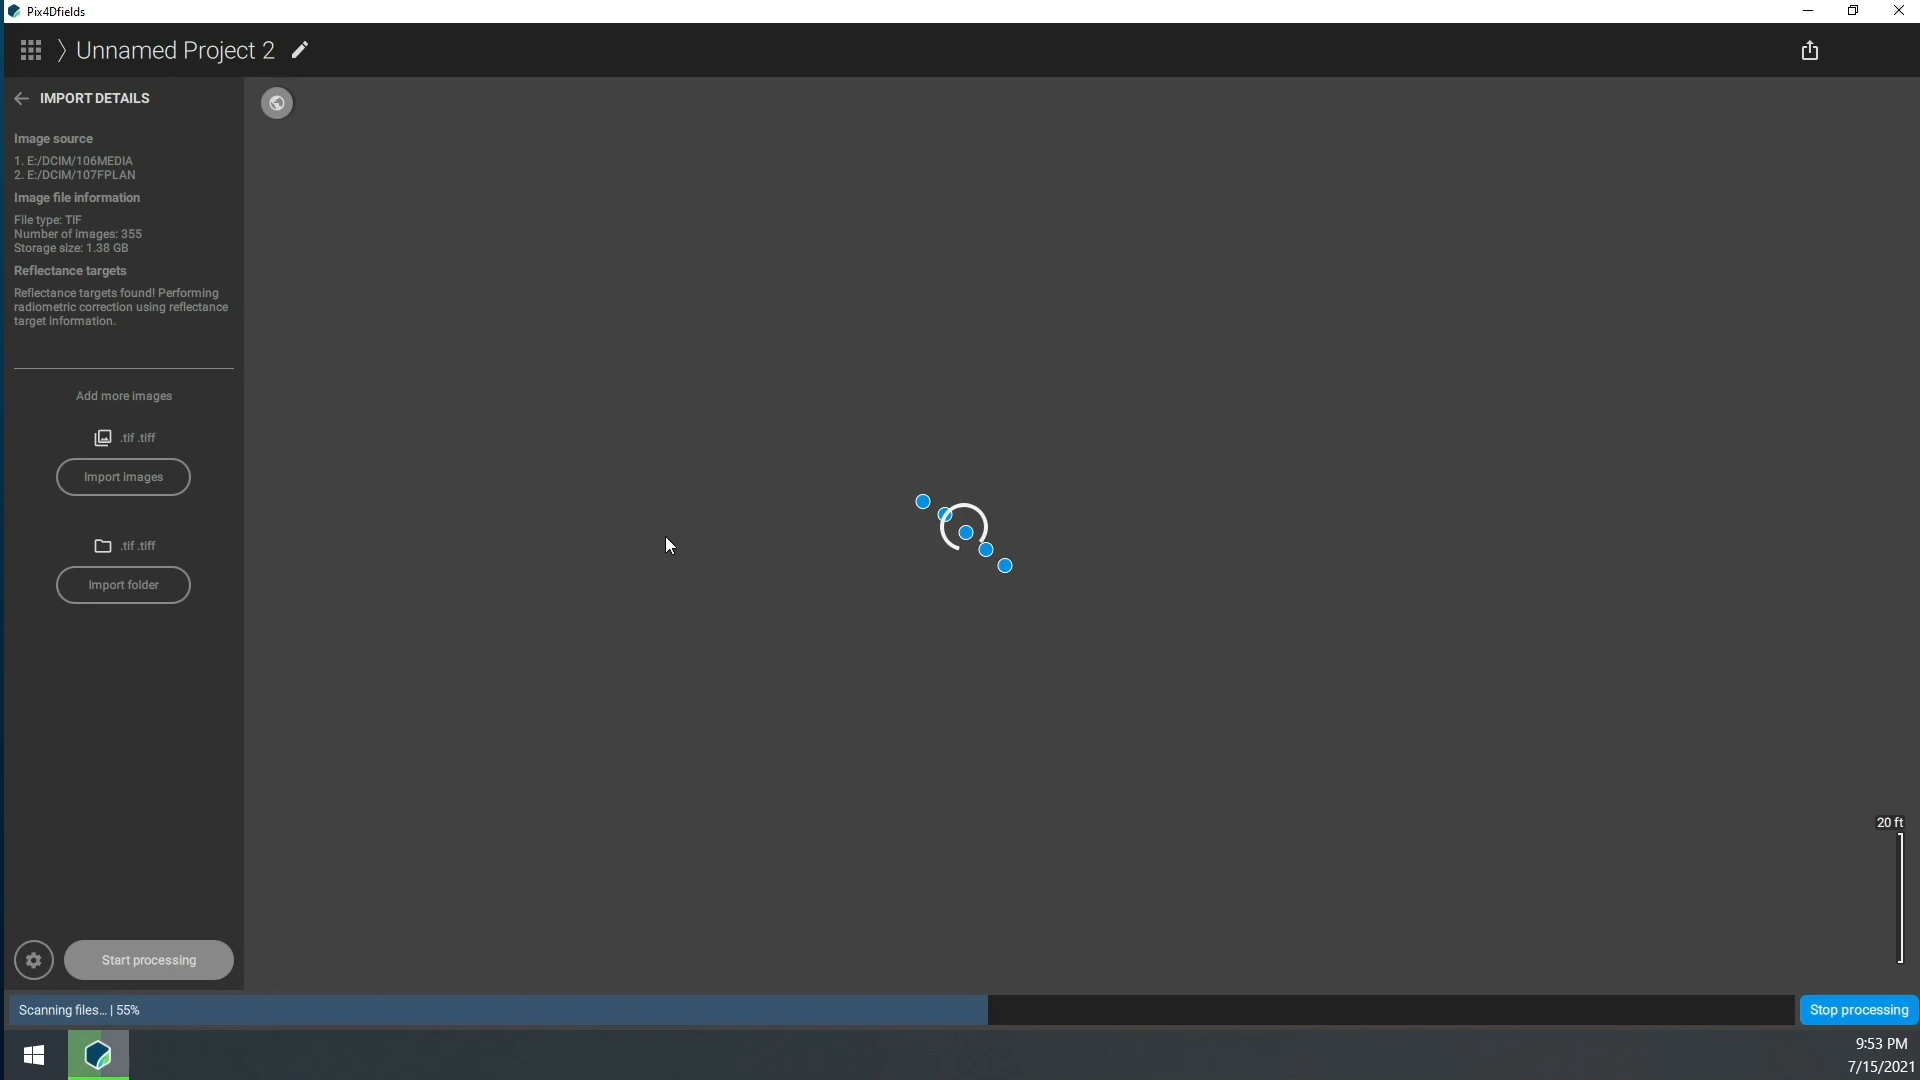 Pix4Dfields
Unnamed Project 2
IMPORT DETAILS
Image source
1. E:/DCIM/106MEDIA
2. E:/DCIM/107FPLAN
Image file information
File type: TIF
Number of images: 355
Storage size: 1.38 GB
Reflectance targets
Reflectance targets found! Performing
radiometric correction using reflectance
target information.
Add more images
.tif .tiff
Import images
.tif .tiff
Import folder
20 ft
Start processing
Scanning files... | 55%
Stop processing
9:53 PM
7/15/2021